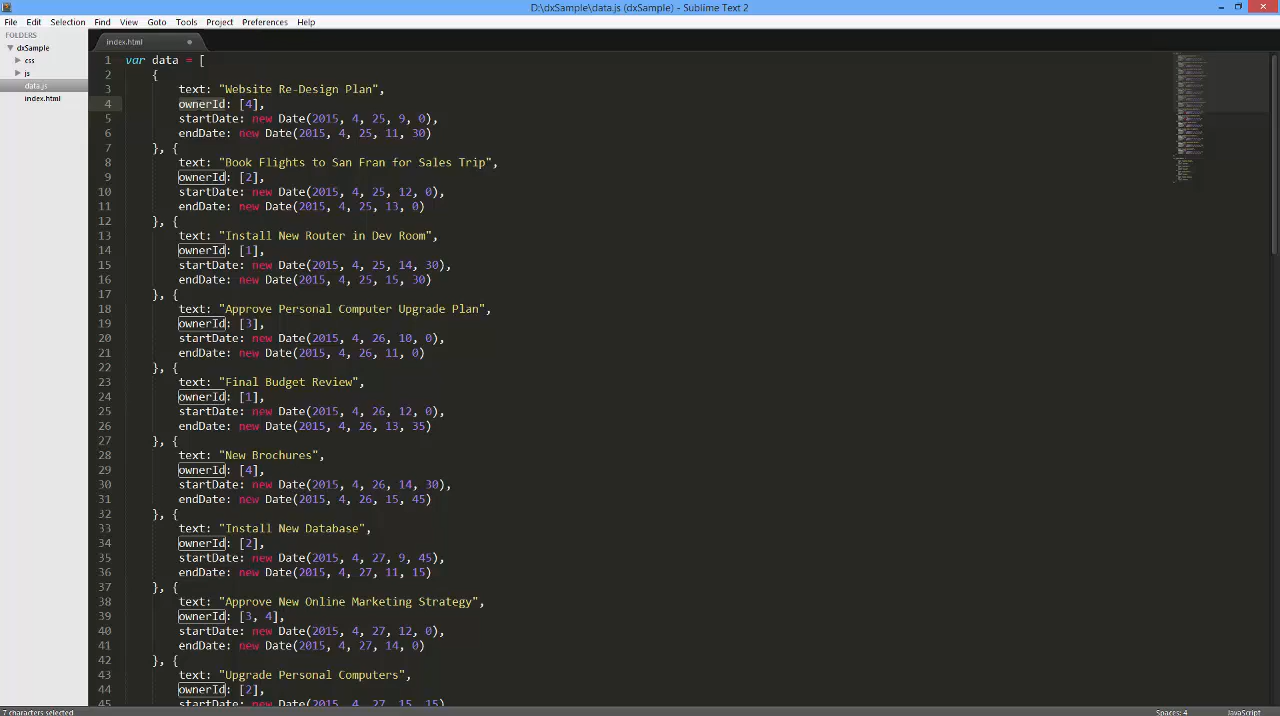 D:\dxSample\data.js (dxSample) - Sublime Text 2
File Edit Selection Find View Goto Tools Project Preferences Help
FOLDERS
dxSample
css
js
data.js
index.html
index.html
1 var data = [
2 {
3 text: "Website Re-Design Plan",
4 ownerId: [4],
5 startDate: new Date(2015, 4, 25, 9, 0),
6 endDate: new Date(2015, 4, 25, 11, 30)
7 }, {
8 text: "Book Flights to San Fran for Sales Trip",
9 ownerId: [2],
10 startDate: new Date(2015, 4, 25, 12, 0),
11 endDate: new Date(2015, 4, 25, 13, 0)
12 }, {
13 text: "Install New Router in Dev Room",
14 ownerId: [1],
15 startDate: new Date(2015, 4, 25, 14, 30),
16 endDate: new Date(2015, 4, 25, 15, 30)
17 }, {
18 text: "Approve Personal Computer Upgrade Plan",
19 ownerId: [3],
20 startDate: new Date(2015, 4, 26, 10, 0),
21 endDate: new Date(2015, 4, 26, 11, 0)
22 }, {
23 text: "Final Budget Review",
24 ownerId: [1],
25 startDate: new Date(2015, 4, 26, 12, 0),
26 endDate: new Date(2015, 4, 26, 13, 35)
27 }, {
28 text: "New Brochures",
29 ownerId: [4],
30 startDate: new Date(2015, 4, 26, 14, 30),
31 endDate: new Date(2015, 4, 26, 15, 45)
32 }, {
33 text: "Install New Database",
34 ownerId: [2],
35 startDate: new Date(2015, 4, 27, 9, 45),
36 endDate: new Date(2015, 4, 27, 11, 15)
37 }, {
38 text: "Approve New Online Marketing Strategy",
39 ownerId: [3, 4],
40 startDate: new Date(2015, 4, 27, 12, 0),
41 endDate: new Date(2015, 4, 27, 14, 0)
42 }, {
43 text: "Upgrade Personal Computers",
44 ownerId: [2],
45 startDate: new Date(2015, 4, 27, 15, 15),
7 characters selected
Spaces: 4
JavaScript